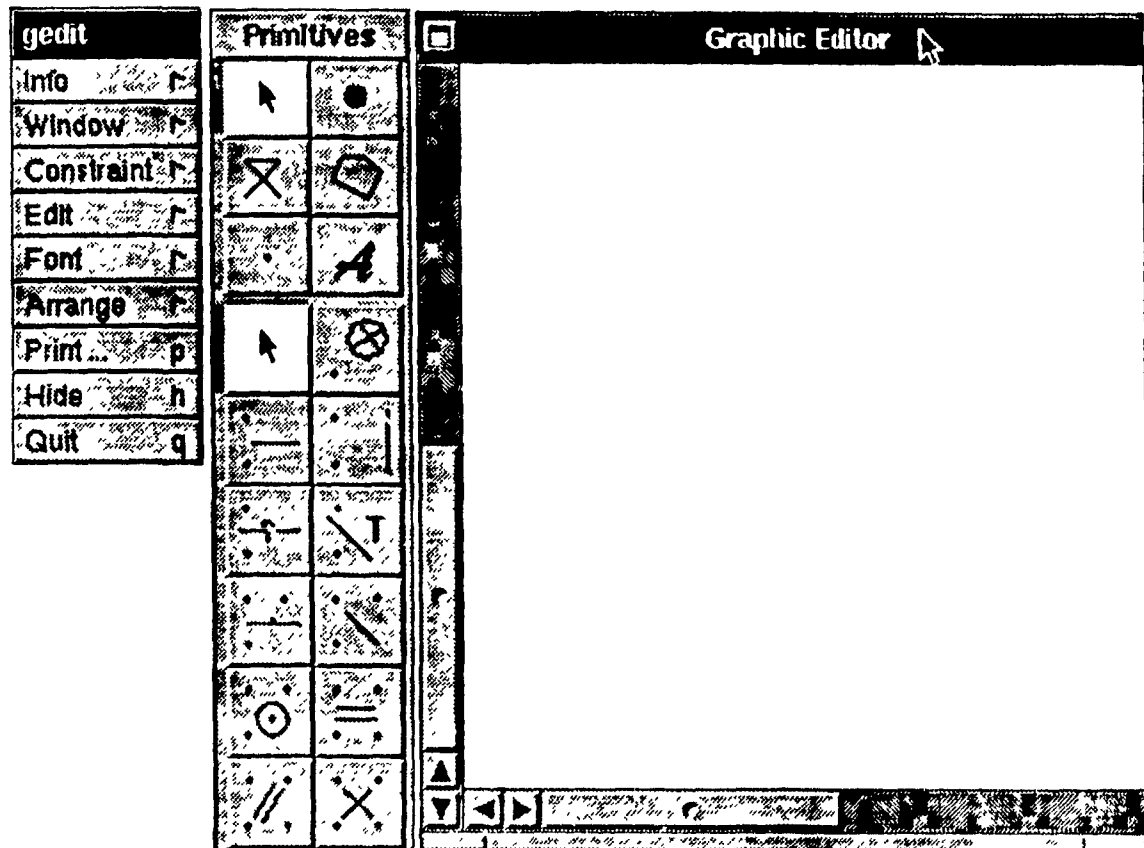 gedit
Info
Window
Constraint
Edit
Font
Arrange
Print ... p
Hide h
Quit q
Primitives
A
T
Graphic Editor